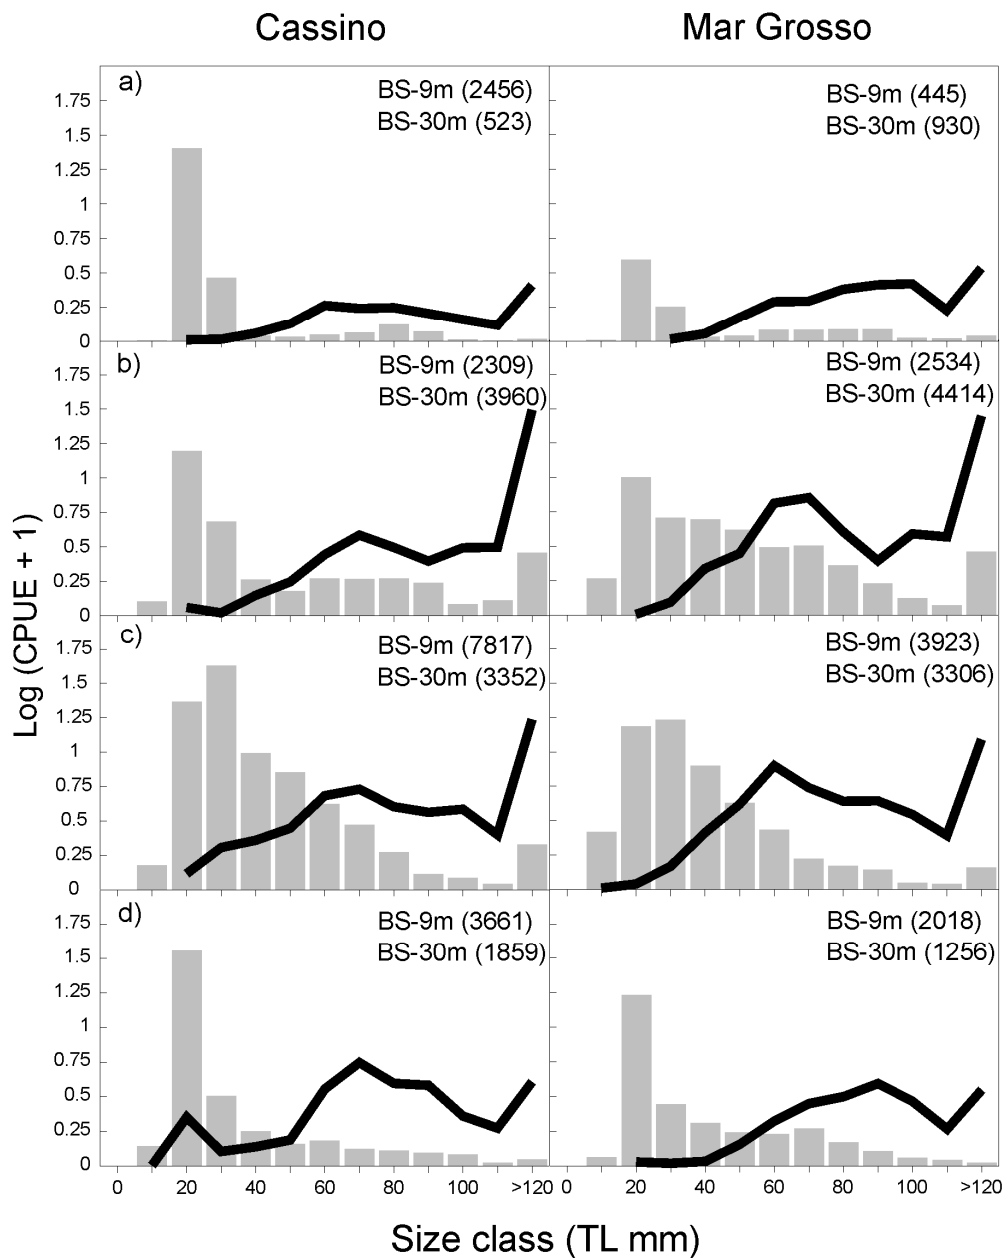 Cassino Mar Grosso
a)
BS-9m (2456)
BS-30m (523)
BS-9m (445)
BS-30m (930)
1.75
1.5
1.25
1
0.75
0.5
0.25
0
b)
BS-9m (2309)
BS-30m (3960)
BS-9m (2534)
BS-30m (4414)
1.75
1.5
1.25
1
0.75
0.5
0.25
0
c)
BS-9m (7817)
BS-30m (3352)
BS-9m (3923)
BS-30m (3306)
1.75
1.5
1.25
1
0.75
0.5
0.25
0
d)
BS-9m (3661)
BS-30m (1859)
BS-9m (2018)
BS-30m (1256)
1.75
1.5
1.25
1
0.75
0.5
0.25
0
Log (CPUE + 1)
0 20 40 60 80 100 >120 0 20 40 60 80 100 >120
Size class (TL mm)